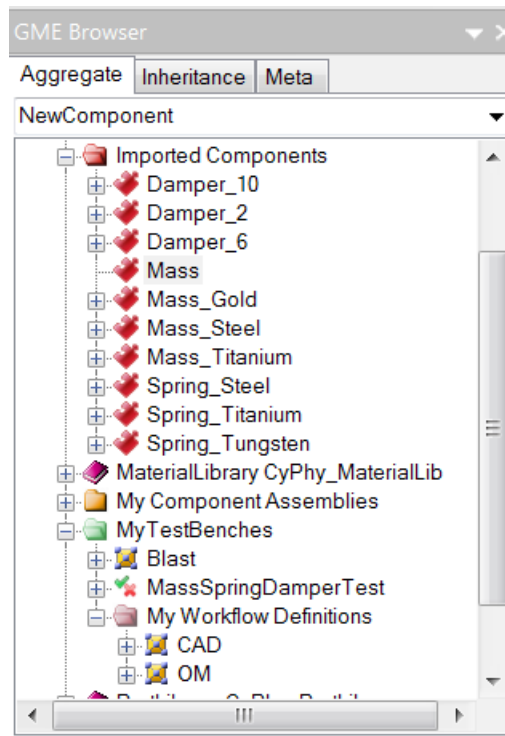 GME Browser
Aggregate Inheritance Meta
NewComponent
Imported Components
Damper_10
Damper_2
Damper_6
Mass
Mass_Gold
Mass_Steel
Mass_Titanium
Spring_Steel
Spring_Titanium
Spring_Tungsten
MaterialLibrary CyPhy_MaterialLib
My Component Assemblies
MyTestBenches
Blast
MassSpringDamperTest
My Workflow Definitions
CAD
OM